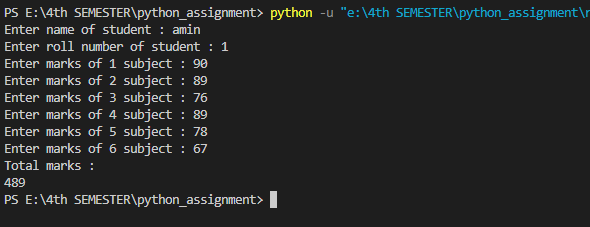 PS E:\4th SEMESTER\python_assignment> python -u "e:\4th SEMESTER\python_assignment\
Enter name of student : amin
Enter roll number of student : 1
Enter marks of 1 subject : 90
Enter marks of 2 subject : 89
Enter marks of 3 subject : 76
Enter marks of 4 subject : 89
Enter marks of 5 subject : 78
Enter marks of 6 subject : 67
Total marks :
489
PS E:\4th SEMESTER\python_assignment>